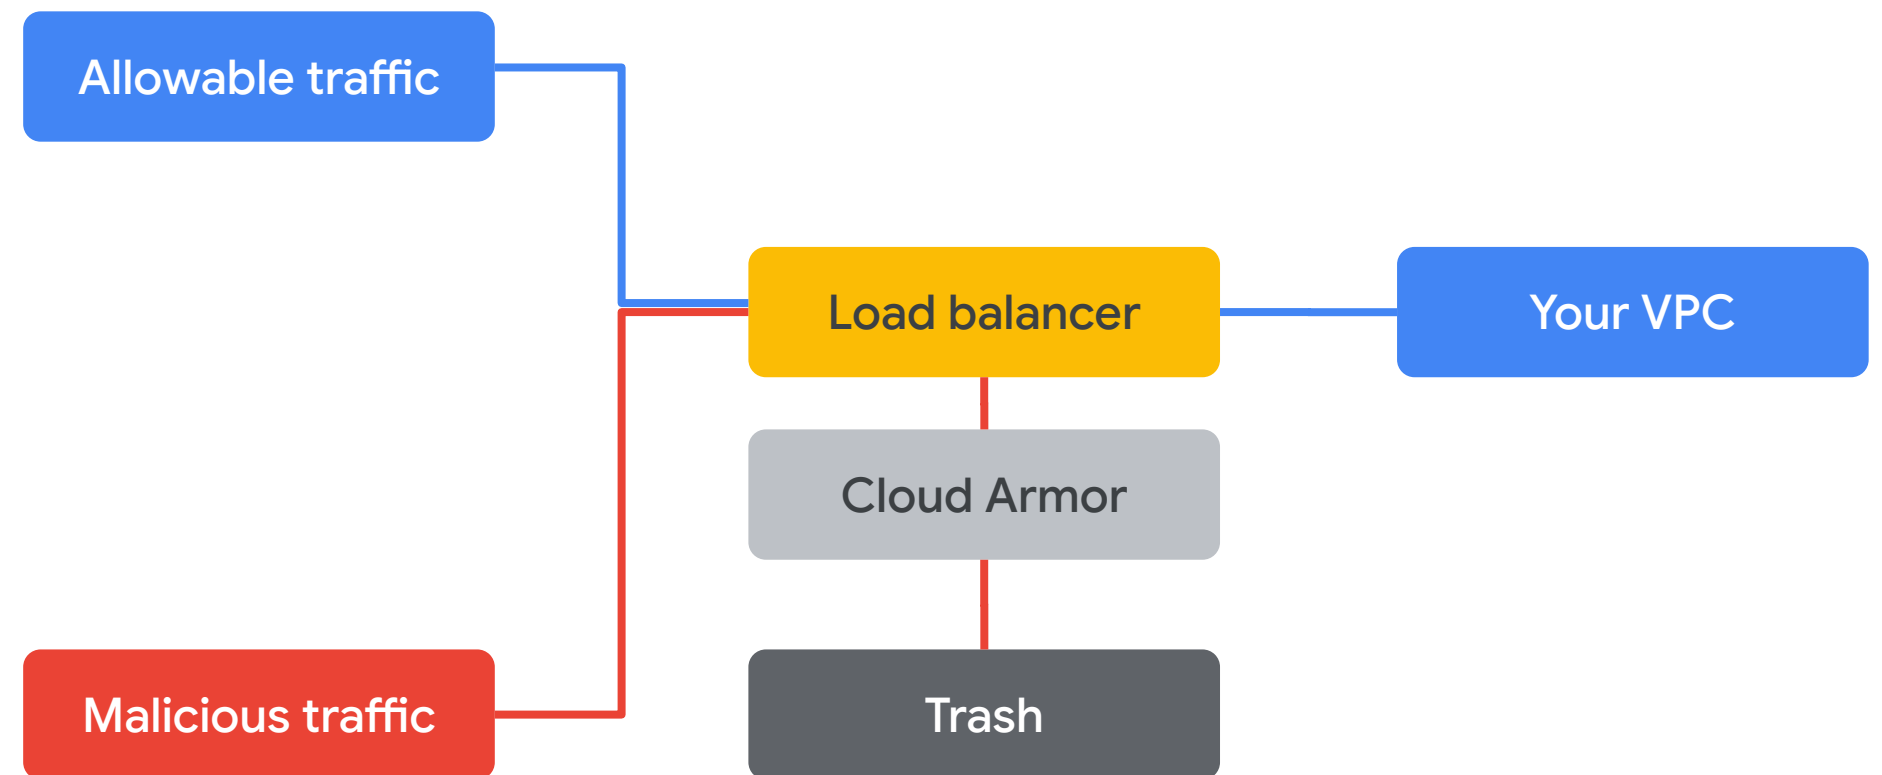 Allowable traffic
Load balancer
Your VPC
Cloud Armor
Malicious traffic
Trash